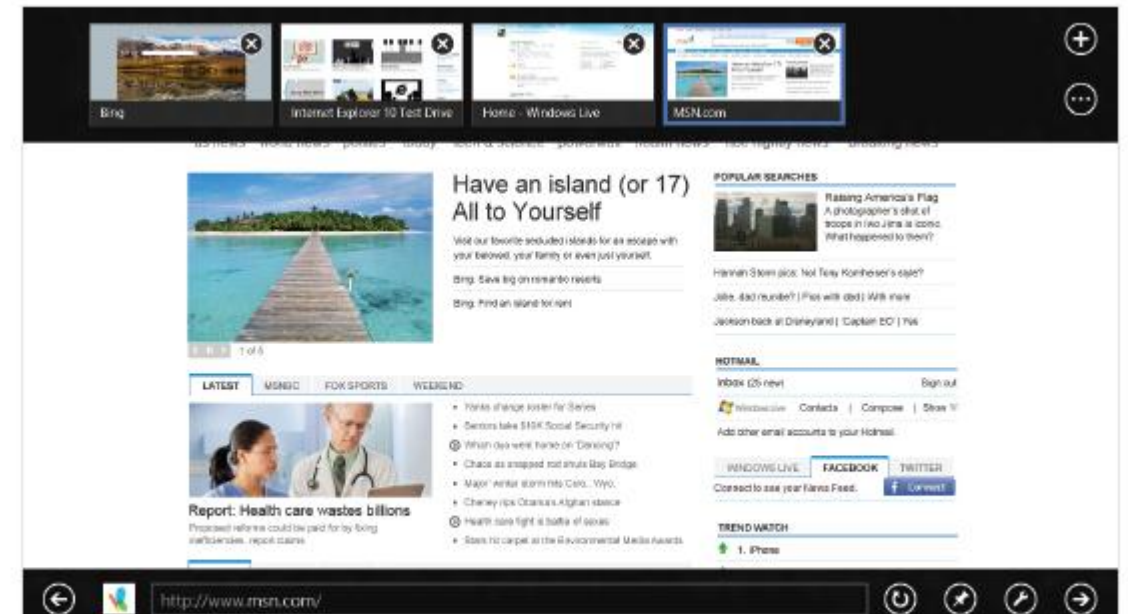 Bing
Internet Explorer 10 Test Drive
Home - Windows Live
MSN.com
Have an island (or 17)
All to Yourself
Visit our favorite secluded islands for an escape with
your beloved, your family or even just yourself.
Bing: Save big on romantic resorts
Bing: Find an island for rent
1 of 5
POPULAR SEARCHES
Raising America's Flag
A photographer's shot of
troops in Iwo Jima is iconic.
What happened to them?
Hannah Storm pics: Not Tony Kornheiser's style?
Jolie, dad reunite? | Pics with dad | With mom
Jackson back at Disneyland | 'Captain EO' | Yes
HOTMAIL
Inbox (25 new)
Sign out
Windows Live Contacts | Compose | Show
Add other email accounts to your Hotmail.
WINDOWS LIVE FACEBOOK TWITTER
Connect to see your News Feed.
Connect
TREND WATCH
1. iPhone
LATEST MSNBC FOX SPORTS WEEKEND
Yanks change roster for Series
Seniors take Social Security hit
Which duo went home on 'Dancing'?
Chaos as snapped rod shuts Bay Bridge
Major winter storm hits Colo., Wyo.
Cheney rips Obama's Afghan stance
Health care fight is battle of sexes
Stars hit carpet at the Environmental Media Awards
Report: Health care wastes billions
Proposed reforms could be paid for by fixing
inefficiencies, report claims
http://www.msn.com/